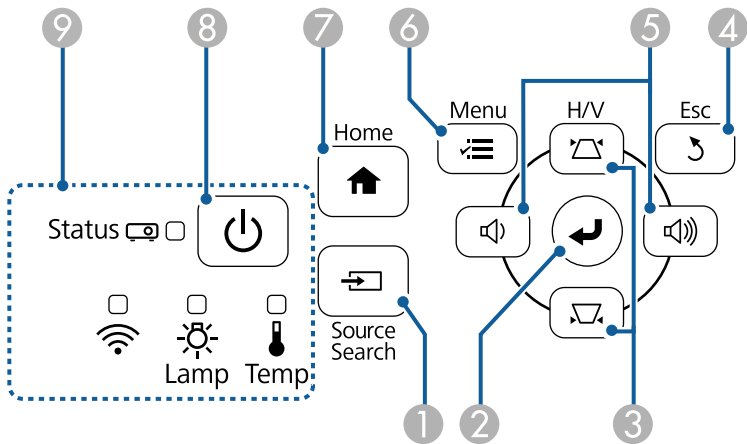 9 8 7 6 5 4
Menu H/V Esc
Home
Status
Source
Search
Lamp Temp
1 2 3